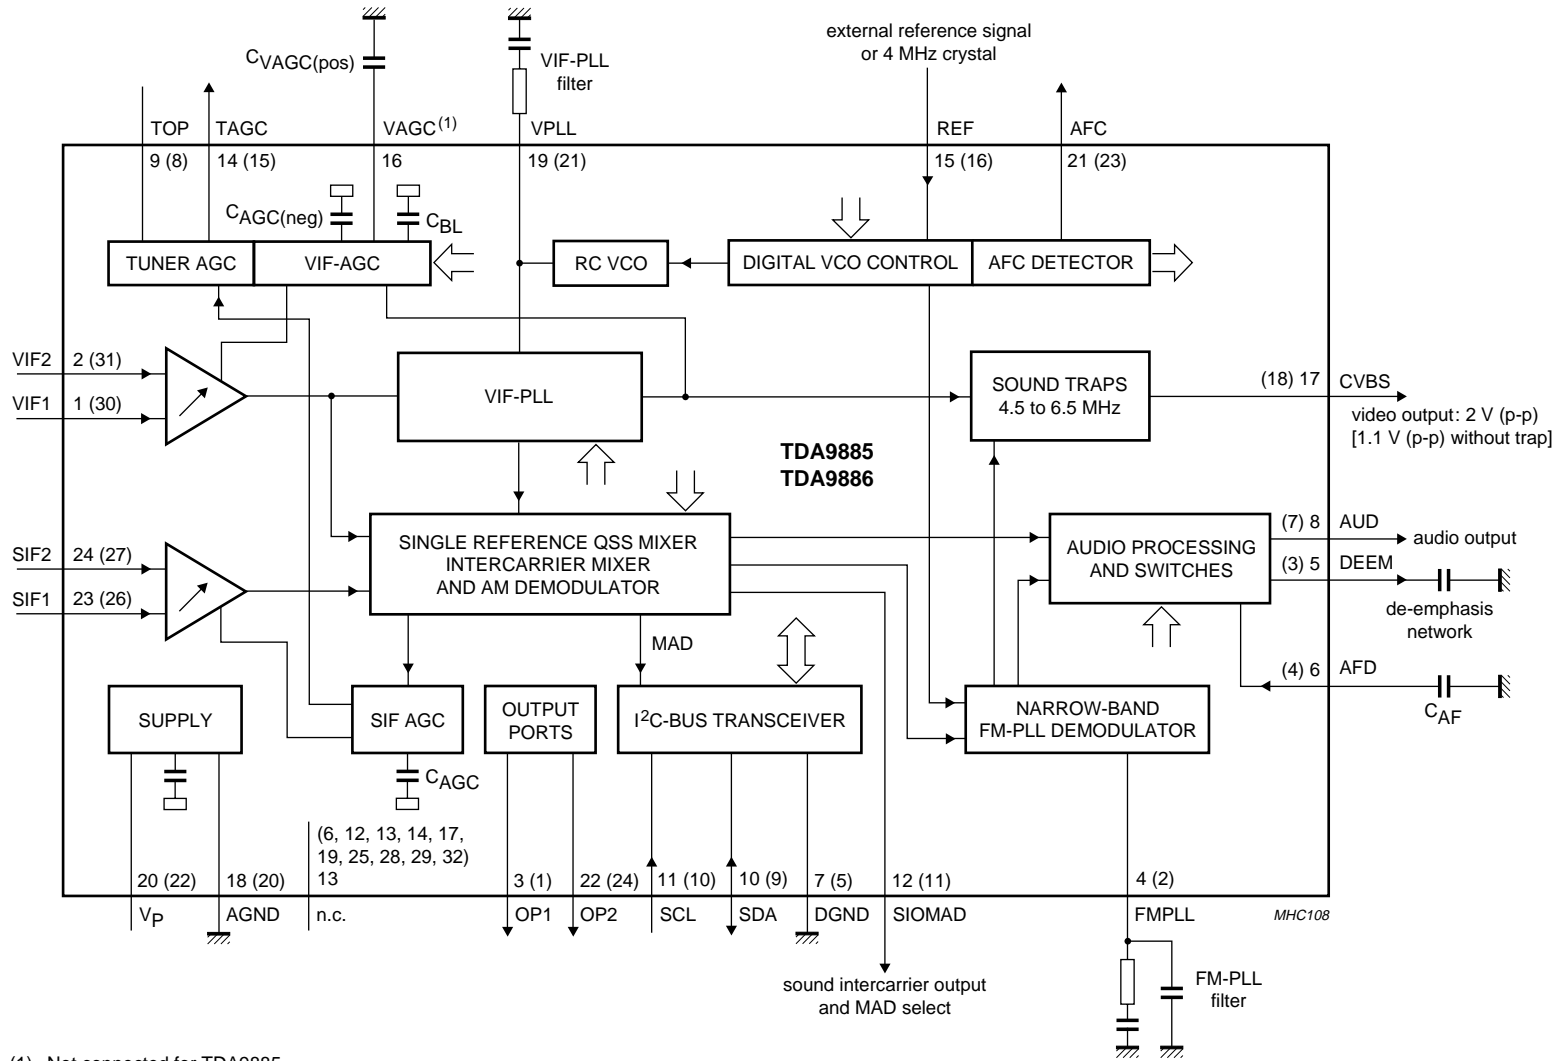 external reference signal
or 4 MHz crystal
CVAGC(pos)
VIF-PLL
filter
TOP
TAGC
VAGC(1)
VPLL
REF
AFC
9 (8)
14 (15)
16
19 (21)
15 (16)
21 (23)
CAGC(neg)
CBL
TUNER AGC
VIF-AGC
RC VCO
DIGITAL VCO CONTROL
AFC DETECTOR
VIF2
2 (31)
VIF1
1 (30)
VIF-PLL
SOUND TRAPS
4.5 to 6.5 MHz
(18) 17
CVBS
video output: 2 V (p-p)
[1.1 V (p-p) without trap]
TDA9885
TDA9886
SIF2
24 (27)
SIF1
23 (26)
SINGLE REFERENCE QSS MIXER
INTERCARRIER MIXER
AND AM DEMODULATOR
AUDIO PROCESSING
AND SWITCHES
(7) 8
AUD
audio output
(3) 5
DEEM
de-emphasis
network
MAD
(4) 6
AFD
CAF
SUPPLY
SIF AGC
OUTPUT
PORTS
I2C-BUS TRANSCEIVER
NARROW-BAND
FM-PLL DEMODULATOR
CAGC
(6, 12, 13, 14, 17,
19, 25, 28, 29, 32)
13
20 (22)
18 (20)
3 (1)
22 (24)
11 (10)
10 (9)
7 (5)
12 (11)
4 (2)
VP
AGND
n.c.
OP1
OP2
SCL
SDA
DGND
SIOMAD
FMPLL
MHC108
sound intercarrier output
and MAD select
FM-PLL
filter
(1) Not connected for TDA9885